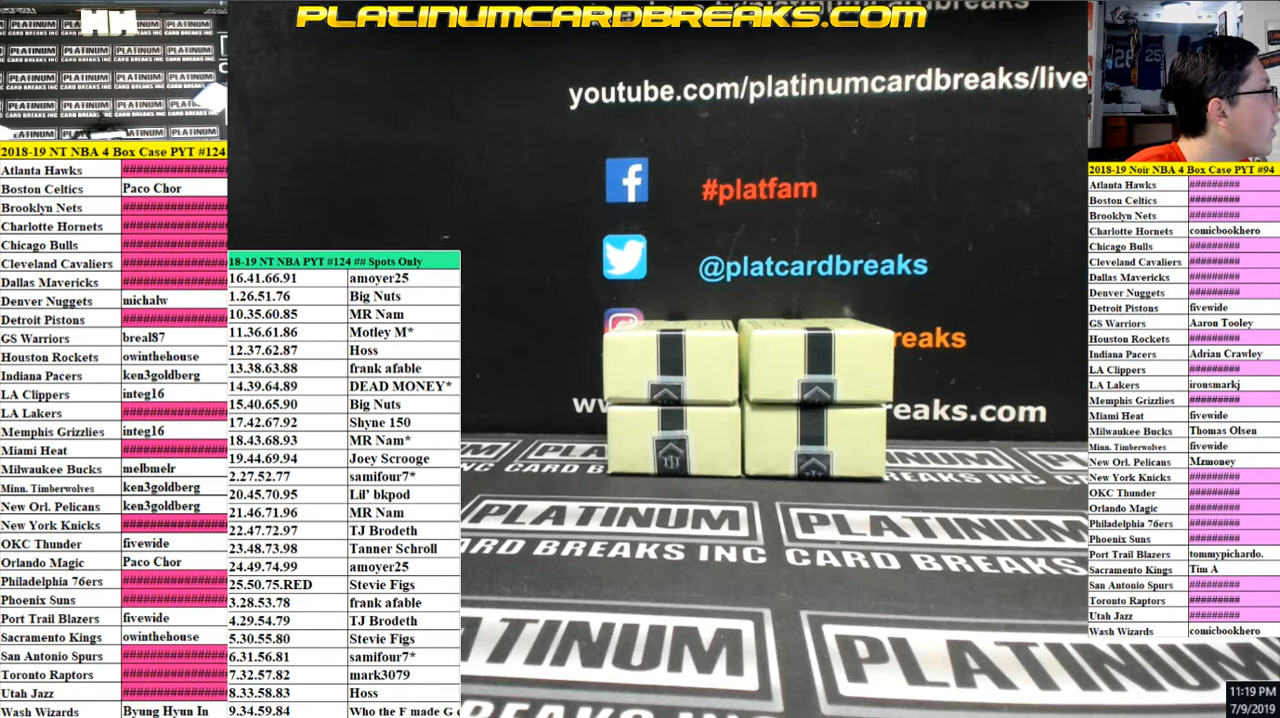 PLATINUMCARDBREAKS.COM
youtube.com/platinumcardbreaks/live
#platfam
@platcardbreaks
breaks
ww
breaks.com
2018-19 NT NBA 4 Box Case PYT #124
Atlanta Hawks ################
Boston Celtics Paco Chor
Brooklyn Nets ################
Charlotte Hornets ################
Chicago Bulls ################
Cleveland Cavaliers ################
Dallas Mavericks ################
Denver Nuggets michalw
Detroit Pistons ################
GS Warriors breal87
Houston Rockets owinthehouse
Indiana Pacers ken3goldberg
LA Clippers integ16
LA Lakers ################
Memphis Grizzlies integ16
Miami Heat ################
Milwaukee Bucks melbmelr
Minn. Timberwolves ken3goldberg
New Orl. Pelicans ken3goldberg
New York Knicks ################
OKC Thunder fivewide
Orlando Magic Paco Chor
Philadelphia 76ers ################
Phoenix Suns ################
Port Trail Blazers fivewide
Sacramento Kings owinthehouse
San Antonio Spurs ################
Toronto Raptors ################
Utah Jazz ################
Wash Wizards Byung Hyun In
18-19 NT NBA PYT #124 ## Spots Only
16.41.66.91 amoyer25
1.26.51.76 Big Nuts
10.35.60.85 MR Nam
11.36.61.86 Motley M*
12.37.62.87 Hoss
13.38.63.88 frank afable
14.39.64.89 DEAD MONEY*
15.40.65.90 Big Nuts
17.42.67.92 Shyne 150
18.43.68.93 MR Nam*
19.44.69.94 Joey Scrooge
2.27.52.77 samifour7*
20.45.70.95 Lil’ bkpod
21.46.71.96 MR Nam
22.47.72.97 TJ Brodeth
23.48.73.98 Tanner Schroll
24.49.74.99 amoyer25
25.50.75.RED Stevie Figs
3.28.53.78 frank afable
4.29.54.79 TJ Brodeth
5.30.55.80 Stevie Figs
6.31.56.81 samifour7*
7.32.57.82 mark3079
8.33.58.83 Hoss
9.34.59.84 Who the F made G
2018-19 Noir NBA 4 Box Case PYT #94
Atlanta Hawks #########
Boston Celtics #########
Brooklyn Nets #########
Charlotte Hornets comicbookhero
Chicago Bulls #########
Cleveland Cavaliers #########
Dallas Mavericks #########
Denver Nuggets #########
Detroit Pistons fivewide
GS Warriors Aaron Tooley
Houston Rockets #########
Indiana Pacers Adrian Crawley
LA Clippers #########
LA Lakers ironsmarkj
Memphis Grizzlies #########
Miami Heat fivewide
Milwaukee Bucks Thomas Olsen
Minn. Timberwolves fivewide
New Orl. Pelicans Mzmoney
New York Knicks #########
OKC Thunder #########
Orlando Magic #########
Philadelphia 76ers #########
Phoenix Suns #########
Port Trail Blazers tommypichardo.
Sacramento Kings Tim A
San Antonio Spurs #########
Toronto Raptors #########
Utah Jazz #########
Wash Wizards comicbookhero
PLATINUM PLATINUM
CARD BREAKS INC CARD BREAKS
PLATINUM PLATINUM
11:19 PM
7/9/2019